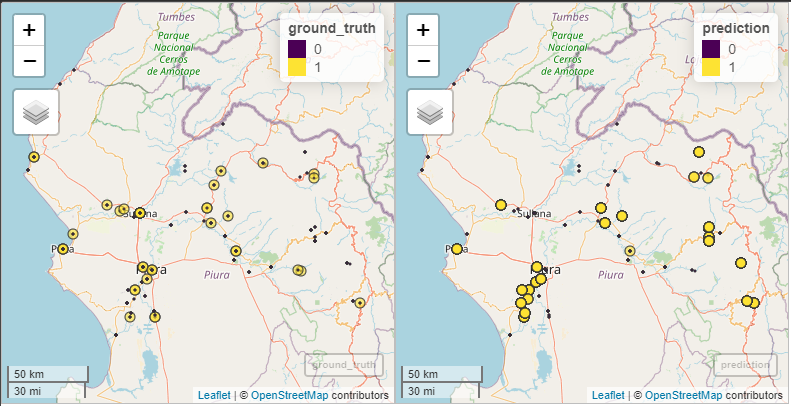 +
−
Tumbes
Parque
Nacional
Cerros
de Amotape
ground_truth
0
1
Sullana
Paita
Piura
Piura
50 km
30 mi
ground_truth
Leaflet | © OpenStreetMap contributors
+
−
Tumbes
Parque
Nacional
Cerros
de Amotape
Lo
prediction
0
1
Sullana
Paita
Piura
Piura
50 km
30 mi
prediction
Leaflet | © OpenStreetMap contributors